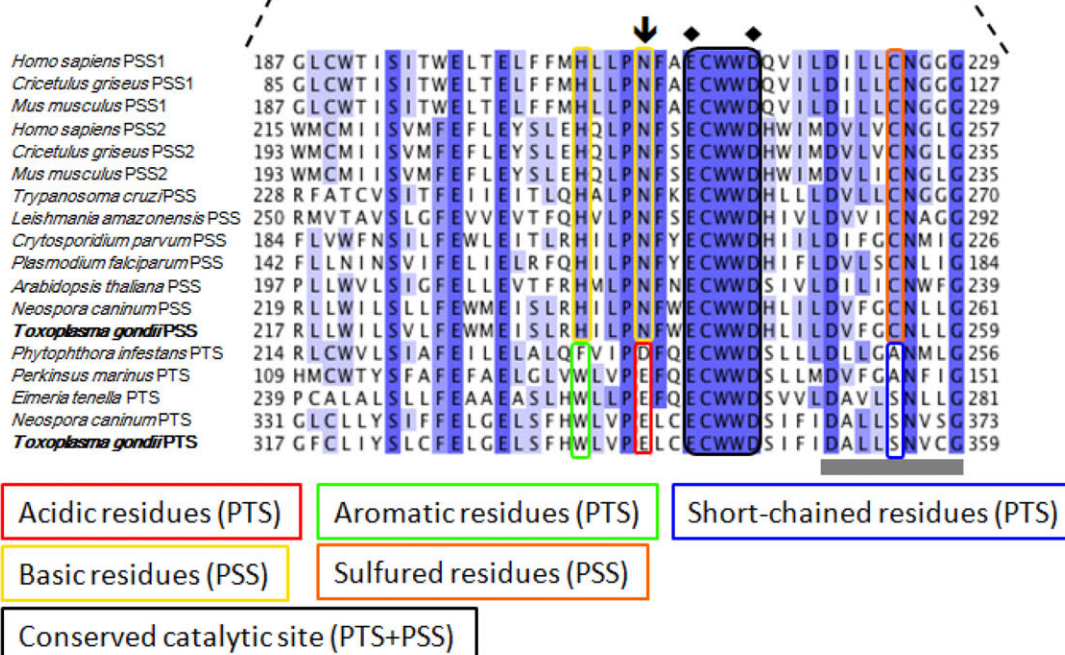 Homo sapiens PSS1 187 GLCWTISITWELTELFFMHLLPNFAECWWDQVILDILLCNGGG 229
Cricetulus griseus PSS1 85 GLCWTISITWELTELFFMHLLPNFAECWWDQVILDILLCNGGG 127
Mus musculus PSS1 187 GLCWTISITWELTELFFMHLLPNFAECWWDQVILDILLCNGGG 229
Homo sapiens PSS2 215 WMCMIISVMFEFLEYSLEHQLPNFSECWWDHWIMDVLVCNGLG 257
Cricetulus griseus PSS2 193 WMCMIISVMFEFLEYSLEHQLPNFSECWWDHWIMDVLVCNGLG 235
Mus musculus PSS2 193 WMCMIISVMFEFLEYSLEHQLPNFSECWWDHWIMDVLICNGLG 235
Trypanosoma cruzi PSS 228 RFATCVSITFEIIEITLQHALPNFKECWWDHLLLDVLGCNGGG 270
Leishmania amazonensis PSS 250 RMVTAVSLGFEVVEVTFQHVLPNFSECWWDHIVLDVVICNAGG 292
Crytosporidium parvum PSS 184 FLVWFNSILFEWLEITLRHILPNFYECWWDHIILDIFGCNMIG 226
Plasmodium falciparum PSS 142 FLLNINSVIFELIELRFQHILPNFYECWWDHIFLDVLSCNLIG 184
Arabidopsis thaliana PSS 197 PLLWVLSIGFELLEVTFRHMLPNFNECWWDSIVLDILICNWFG 239
Neospora caninum PSS 219 RLLWILSLLFEWMEISLRHILPNFWECWWDHLILDVFGCNLLG 261
Toxoplasma gondii PSS 217 RLLWILSVLFEWMEISLRHILPNFWECWWDHLILDVFGCNLLG 259
Phytophthora infestans PTS 214 RLCWVLSIAFEILELALQFVIPDFQECWWDSLLLDLLGANMLG 256
Perkinsus marinus PTS 109 HMCWTYSFAFEFAELGLVWLVPEFQECWWDSLLMDVFGANFIG 151
Eimeria tenella PTS 239 PCALALSLLFEAAEASLHWLLPEFQECWWDSVVLDAVLSNLLG 281
Neospora caninum PTS 331 GLCLLYSIFFELGELSFHWLVPELCECWWDSIFIDALLSNVSG 373
Toxoplasma gondii PTS 317 GFCLIYSLCFELGELSFHWLVPELCECWWDSIFIDALLSNVCG 359
Acidic residues (PTS) Aromatic residues (PTS) Short-chained residues (PTS)
Basic residues (PSS) Sulfured residues (PSS)
Conserved catalytic site (PTS+PSS)